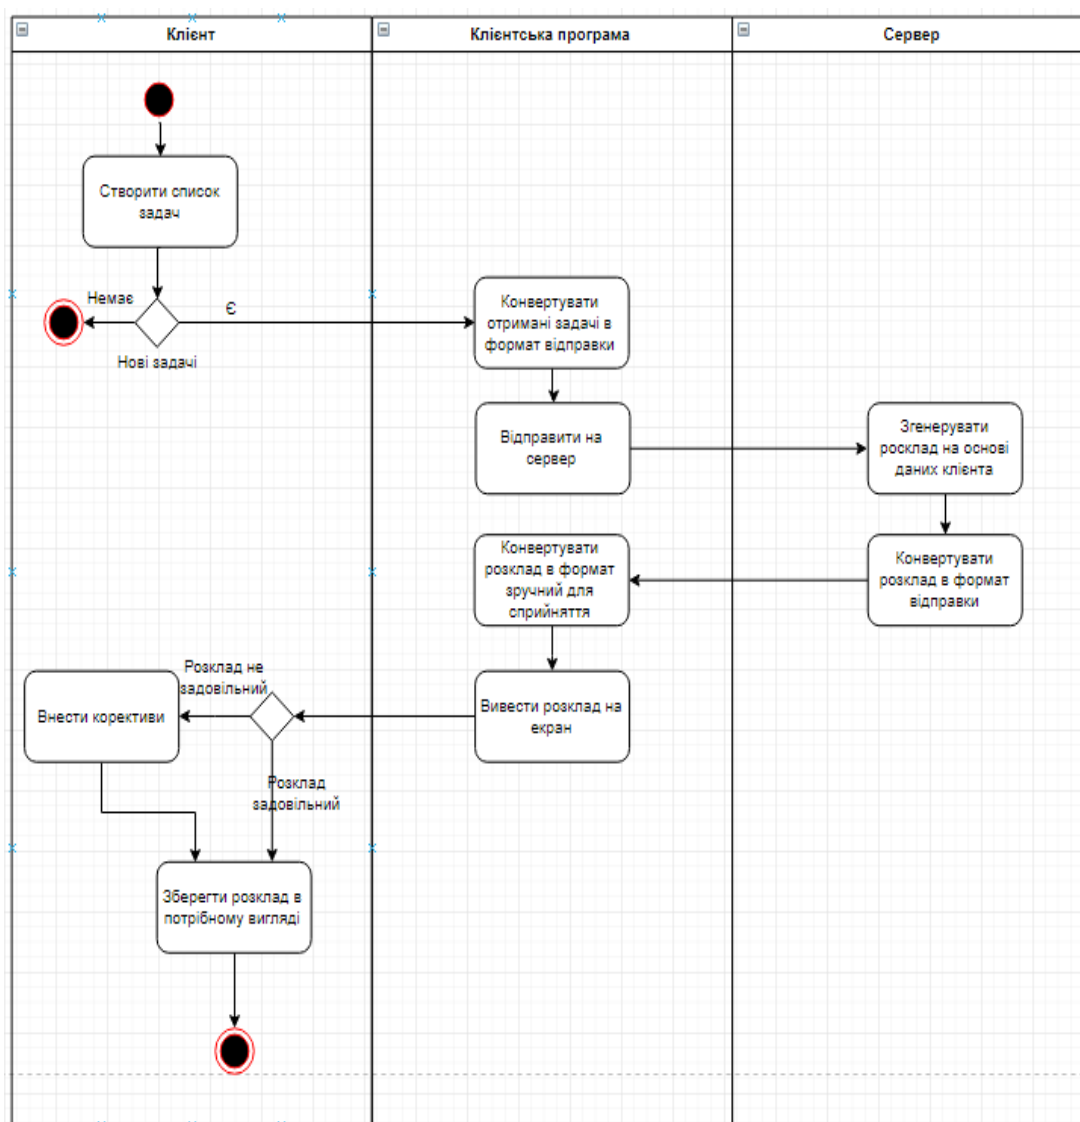 Клієнт
Клієнтська програма
Сервер
Створити список
задач
Немає
Є
Нові задачі
Конвертувати
отримані задачі в
формат відправки
Відправити на
сервер
Згенерувати
росклад на основі
даних клієнта
Конвертувати
розклад в формат
відправки
Конвертувати
розклад в формат
зручний для
сприйняття
Вивести розклад на
екран
Розклад не
задовільний
Внести корективи
Розклад
задовільний
Зберегти розклад в
потрібному вигляді